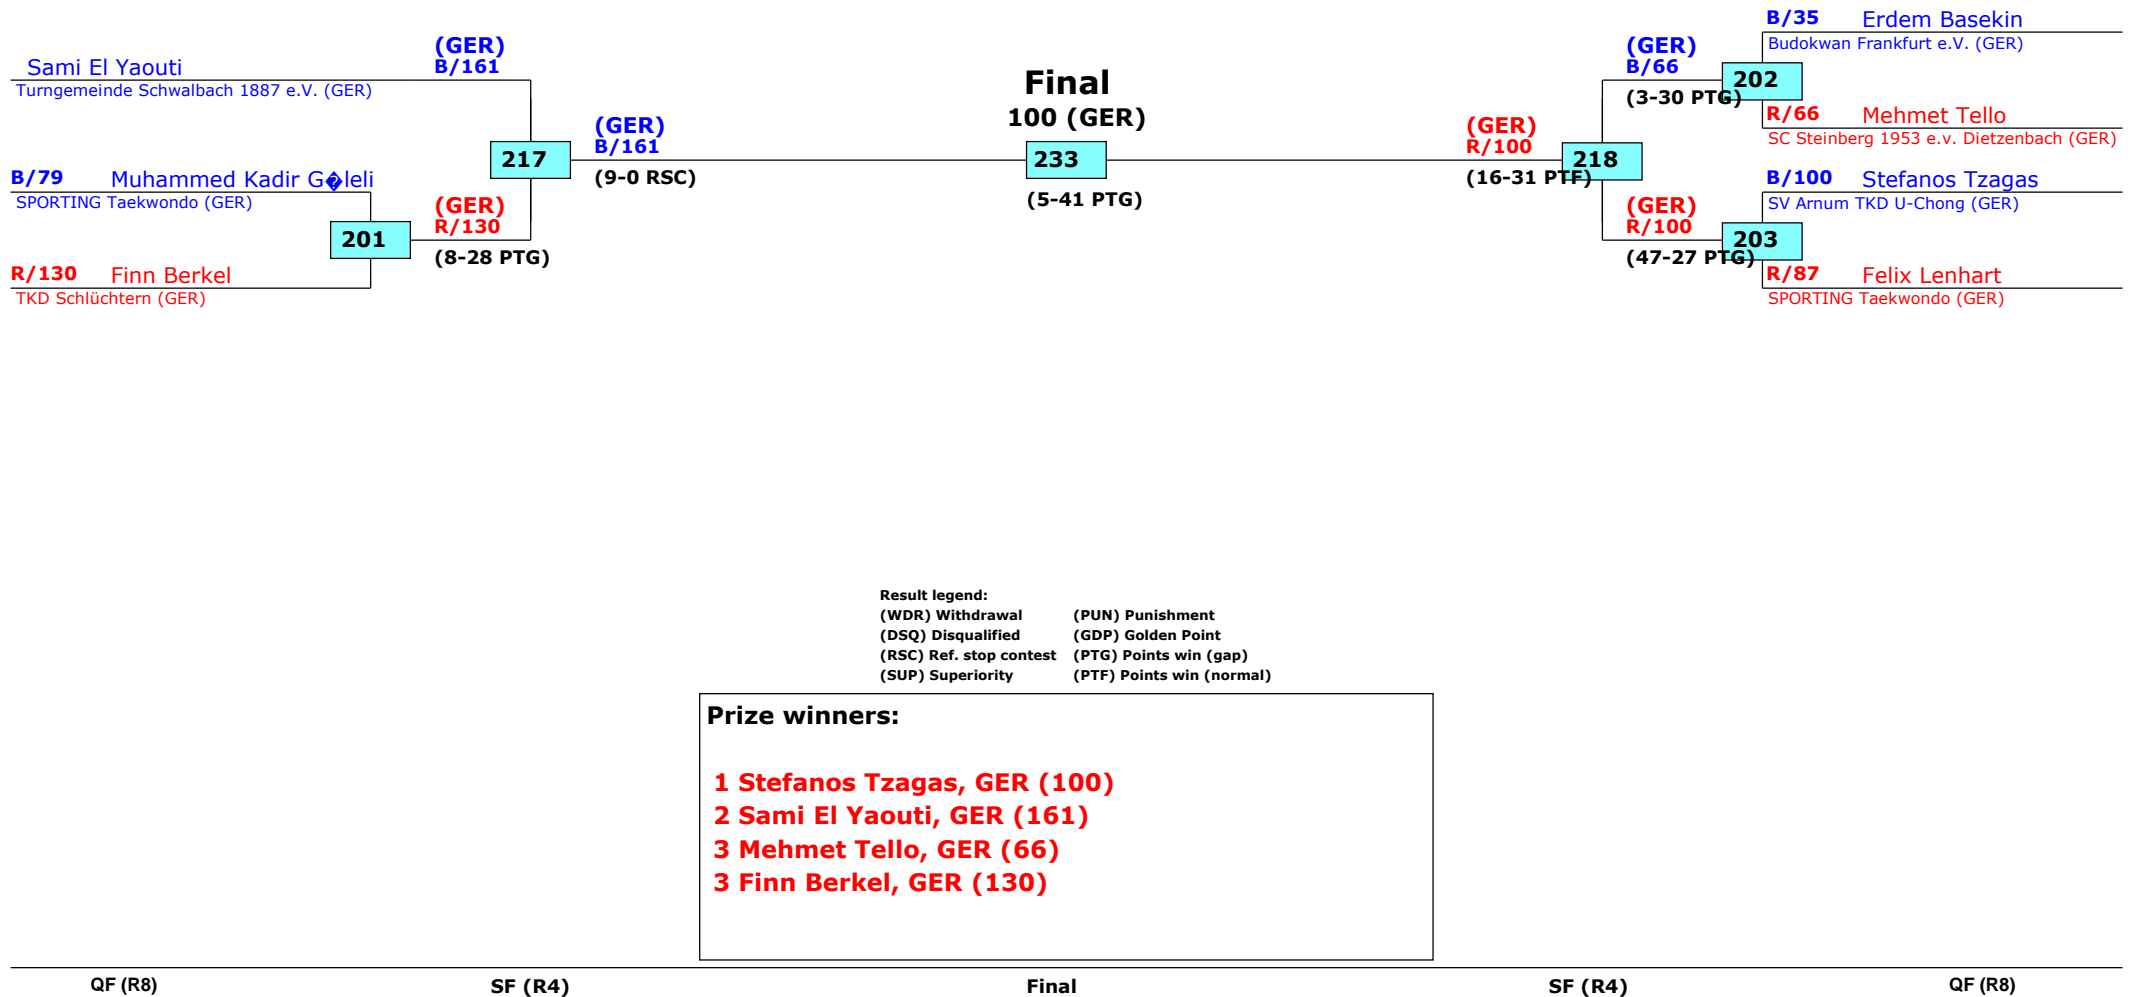 B/35 Erdem Basekin
Budokwan Frankfurt e.V. (GER)
(GER)
B/161
(GER)
B/66
Sami El Yaouti
Turngemeinde Schwalbach 1887 e.V. (GER)
Final
100 (GER)
202
(3-30 PTG)
R/66 Mehmet Tello
SC Steinberg 1953 e.v. Dietzenbach (GER)
(GER)
B/161
(GER)
R/100
217
233
218
(9-0 RSC)
(5-41 PTG)
(16-31 PTF)
B/79 Muhammed Kadir G�leli
SPORTING Taekwondo (GER)
B/100 Stefanos Tzagas
SV Arnum TKD U-Chong (GER)
(GER)
R/130
(GER)
R/100
201
203
(8-28 PTG)
(47-27 PTG)
R/130 Finn Berkel
TKD Schlüchtern (GER)
R/87 Felix Lenhart
SPORTING Taekwondo (GER)
Result legend:
(WDR) Withdrawal (PUN) Punishment
(DSQ) Disqualified (GDP) Golden Point
(RSC) Ref. stop contest (PTG) Points win (gap)
(SUP) Superiority (PTF) Points win (normal)
Prize winners:
1 Stefanos Tzagas, GER (100)
2 Sami El Yaouti, GER (161)
3 Mehmet Tello, GER (66)
3 Finn Berkel, GER (130)
QF (R8) SF (R4) Final SF (R4) QF (R8)